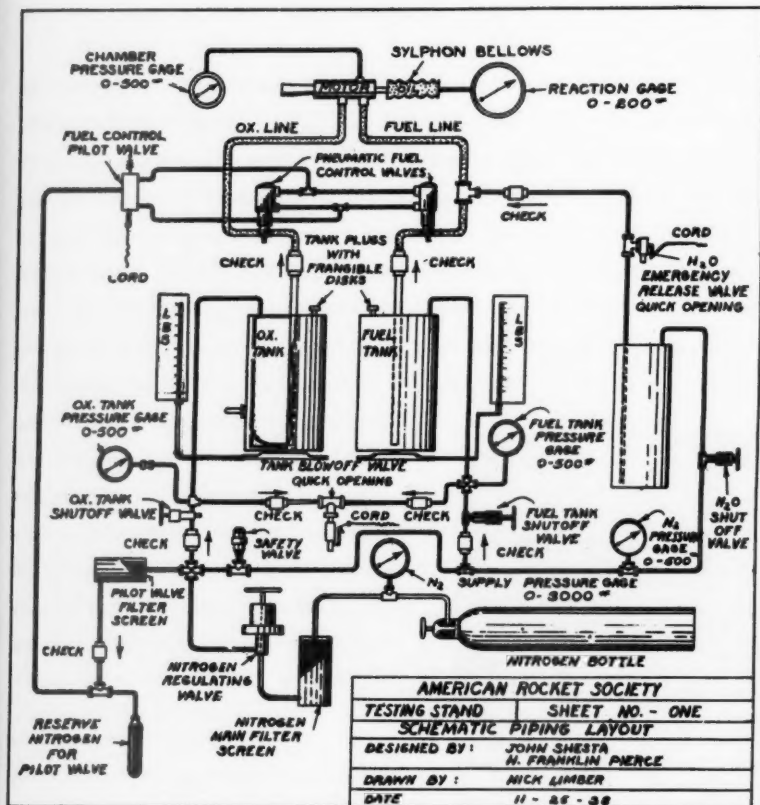 CHAMBER
PRESSURE GAGE
0-500#
SYLPHON BELLOWS
MOTOR
OIL
REACTION GAGE
0-200#
OX. LINE
FUEL LINE
FUEL CONTROL
PILOT VALVE
PNEUMATIC FUEL
CONTROL VALVES
CHECK
CORD
H₂O
EMERGENCY
RELEASE VALVE
QUICK OPENING
CORD
TANK PLUGS
WITH
FRANGIBLE
DISKS
CHECK
CHECK
LBS
OX.
TANK
FUEL
TANK
LBS
OX. TANK
PRESSURE GAGE
0-500#
FUEL TANK
PRESSURE
GAGE
0-500#
TANK BLOWOFF VALVE
QUICK OPENING
OX. TANK
SHUTOFF VALVE
CHECK
CORD
CHECK
FUEL TANK
SHUTOFF
VALVE
SHUT
OFF
VALVE
N₂
PRESSURE
GAGE
CHECK
SAFETY
VALVE
CHECK
PILOT VALVE
FILTER
SCREEN
N₂
SUPPLY PRESSURE GAGE
0-3000#
CHECK
NITROGEN
REGULATING
VALVE
NITROGEN BOTTLE
NITROGEN
MAIN FILTER
SCREEN
RESERVE
NITROGEN
FOR
PILOT VALVE
AMERICAN ROCKET SOCIETY
TESTING STAND SHEET NO. - ONE
SCHEMATIC PIPING LAYOUT
DESIGNED BY: JOHN SHESTA
H. FRANKLIN PIERCE
DRAWN BY: NICK LIMBER
DATE